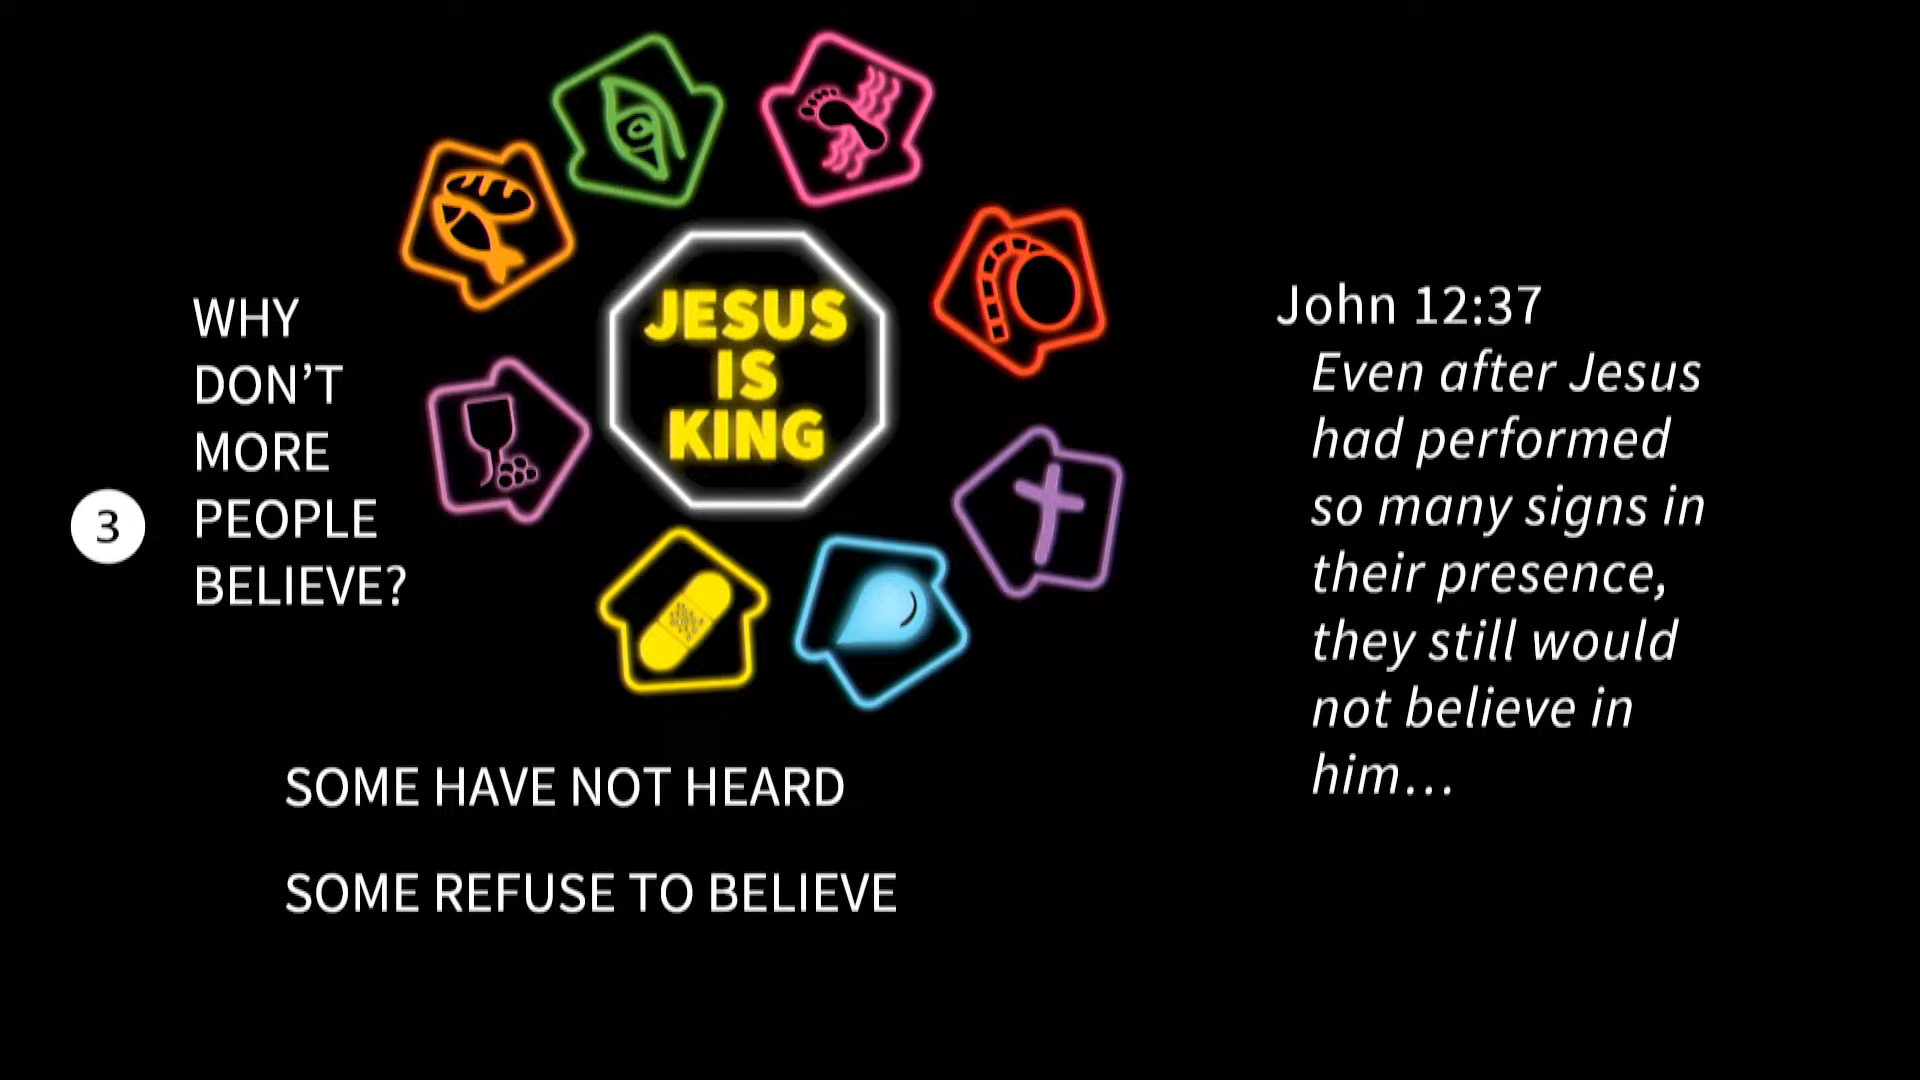 3
WHY
DON’T
MORE
PEOPLE
BELIEVE?
JESUS
IS
KING
SOME HAVE NOT HEARD
SOME REFUSE TO BELIEVE
John 12:37
Even after Jesus
had performed
so many signs in
their presence,
they still would
not believe in
him…